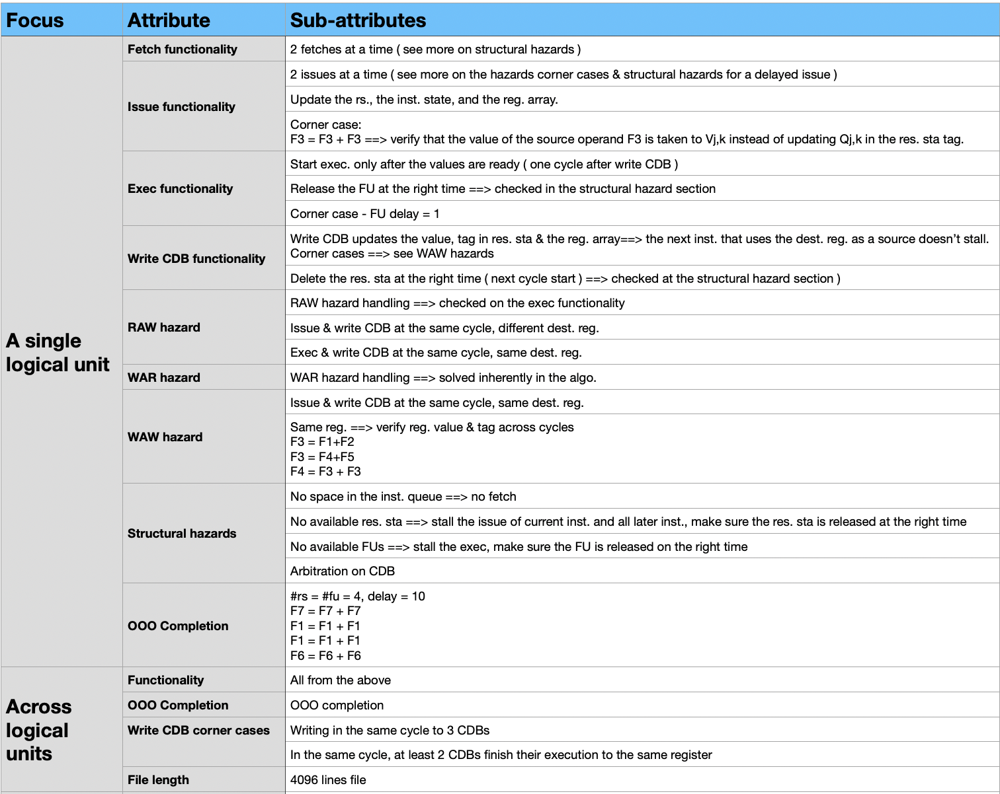 Focus
Attribute
Sub-attributes
A single
logical unit
Fetch functionality
2 fetches at a time ( see more on structural hazards )
Issue functionality
2 issues at a time ( see more on the hazards corner cases & structural hazards for a delayed issue )
Update the rs., the inst. state, and the reg. array.
Corner case:
F3 = F3 + F3 ==> verify that the value of the source operand F3 is taken to Vj,k instead of updating Qj,k in the res. sta tag.
Exec functionality
Start exec. only after the values are ready ( one cycle after write CDB )
Release the FU at the right time ==> checked in the structural hazard section
Corner case - FU delay = 1
Write CDB functionality
Write CDB updates the value, tag in res. sta & the reg. array==> the next inst. that uses the dest. reg. as a source doesn’t stall.
Corner cases ==> see WAW hazards
Delete the res. sta at the right time ( next cycle start ) ==> checked at the structural hazard section )
RAW hazard
RAW hazard handling ==> checked on the exec functionality
Issue & write CDB at the same cycle, different dest. reg.
Exec & write CDB at the same cycle, same dest. reg.
WAR hazard
WAR hazard handling ==> solved inherently in the algo.
WAW hazard
Issue & write CDB at the same cycle, same dest. reg.
Same reg. ==> verify reg. value & tag across cycles
F3 = F1+F2
F3 = F4+F5
F4 = F3 + F3
Structural hazards
No space in the inst. queue ==> no fetch
No available res. sta ==> stall the issue of current inst. and all later inst., make sure the res. sta is released at the right time
No available FUs ==> stall the exec, make sure the FU is released on the right time
Arbitration on CDB
OOO Completion
#rs = #fu = 4, delay = 10
F7 = F7 + F7
F1 = F1 + F1
F1 = F1 + F1
F6 = F6 + F6
Across
logical
units
Functionality
All from the above
OOO Completion
OOO completion
Write CDB corner cases
Writing in the same cycle to 3 CDBs
In the same cycle, at least 2 CDBs finish their execution to the same register
File length
4096 lines file